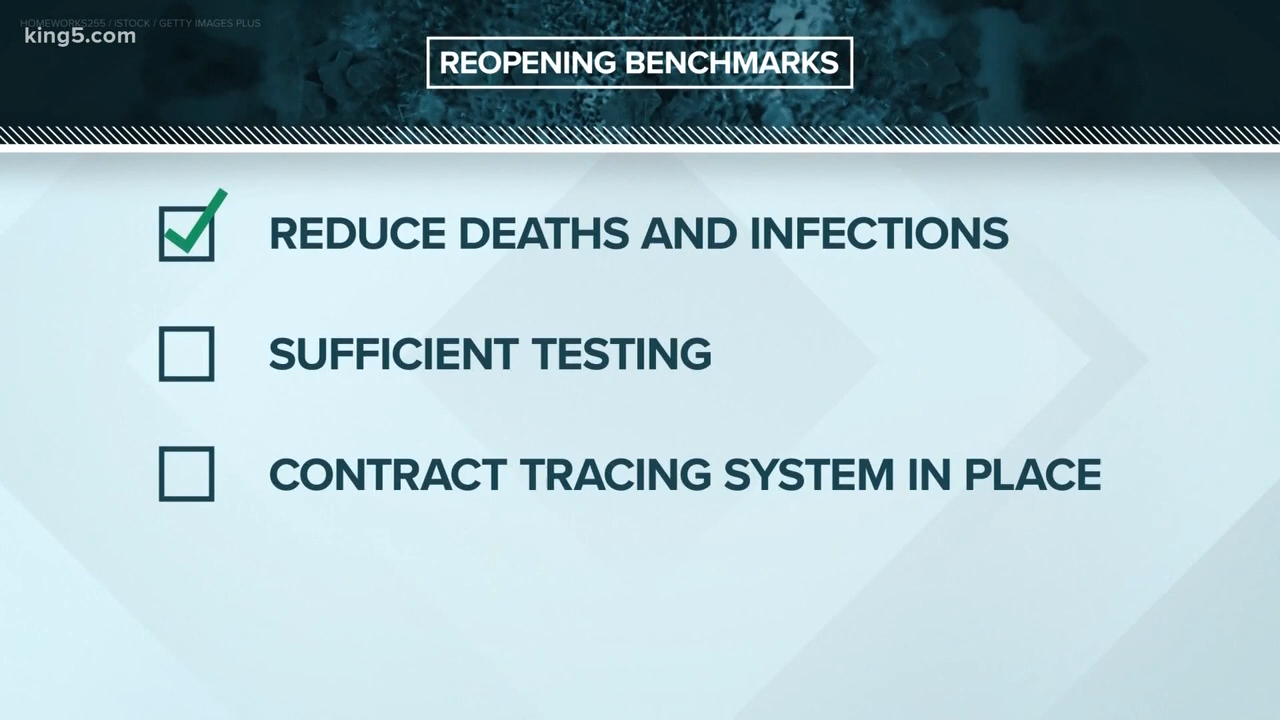 HOMEWORKS255 / ISTOCK / GETTY IMAGES PLUS
king5.com
REOPENING BENCHMARKS
REDUCE DEATHS AND INFECTIONS
SUFFICIENT TESTING
CONTRACT TRACING SYSTEM IN PLACE